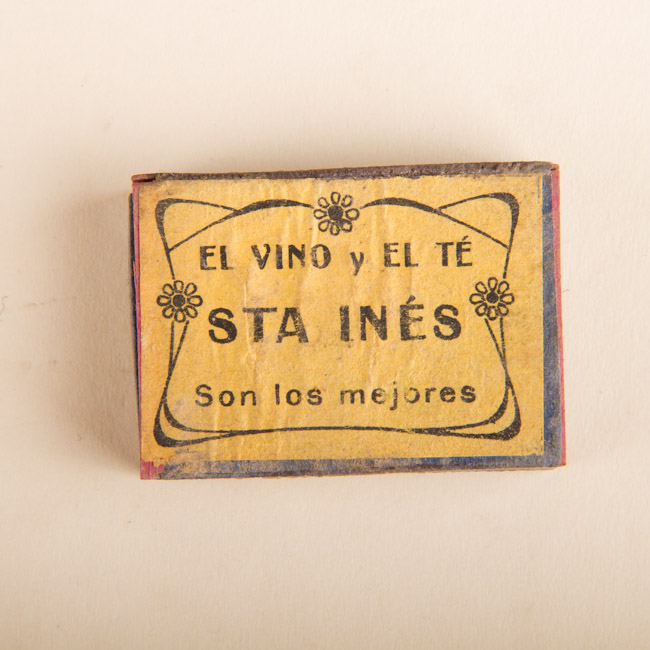 EL VINO y EL TÉ
STA INÉS
Son los mejores